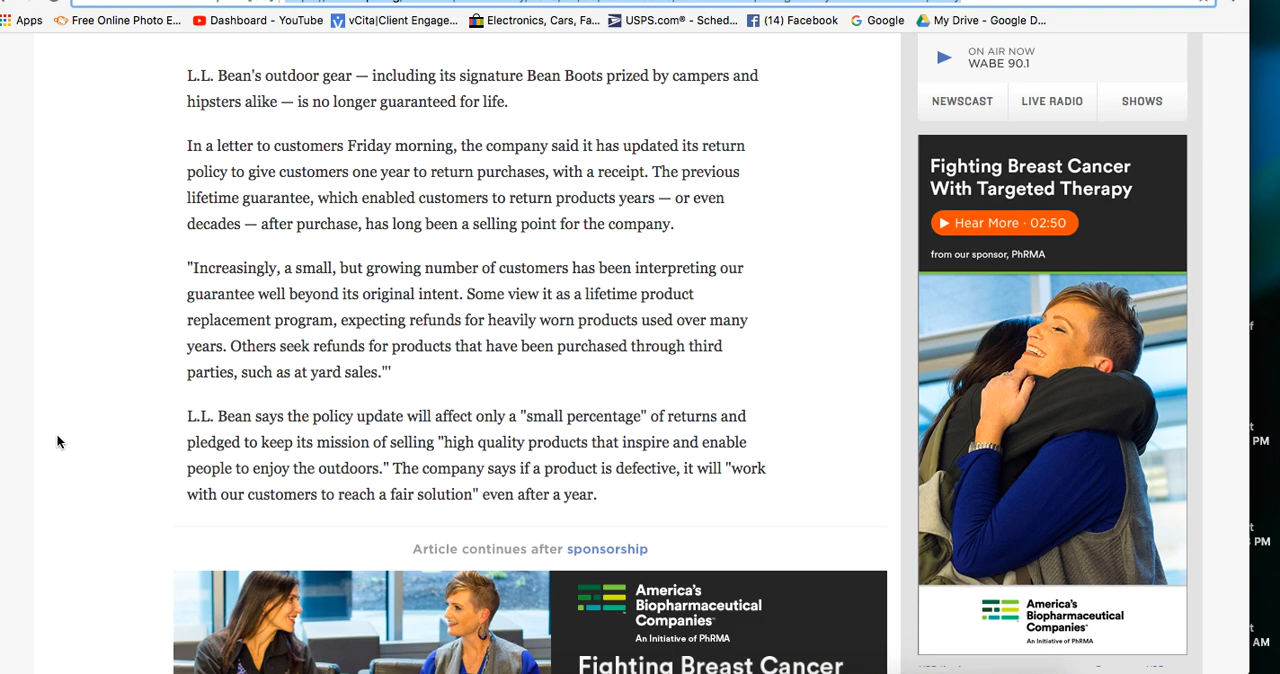 Apps
Free Online Photo E...
Dashboard - YouTube
vCita|Client Engage...
Electronics, Cars, Fa...
USPS.com® - Sched...
(14) Facebook
Google
My Drive - Google D...
L.L. Bean's outdoor gear — including its signature Bean Boots prized by campers and
hipsters alike — is no longer guaranteed for life.
In a letter to customers Friday morning, the company said it has updated its return
policy to give customers one year to return purchases, with a receipt. The previous
lifetime guarantee, which enabled customers to return products years — or even
decades — after purchase, has long been a selling point for the company.
"Increasingly, a small, but growing number of customers has been interpreting our
guarantee well beyond its original intent. Some view it as a lifetime product
replacement program, expecting refunds for heavily worn products used over many
years. Others seek refunds for products that have been purchased through third
parties, such as at yard sales."'
L.L. Bean says the policy update will affect only a "small percentage" of returns and
pledged to keep its mission of selling "high quality products that inspire and enable
people to enjoy the outdoors." The company says if a product is defective, it will "work
with our customers to reach a fair solution" even after a year.
Article continues after sponsorship
America's
Biopharmaceutical
Companies™
An Initiative of PhRMA
Fighting Breast Cancer
ON AIR NOW
WABE 90.1
NEWSCAST
LIVE RADIO
SHOWS
Fighting Breast Cancer
With Targeted Therapy
Hear More · 02:50
from our sponsor, PhRMA
America's
Biopharmaceutical
Companies™
An Initiative of PhRMA
f
t
PM
t
PM
t
AM